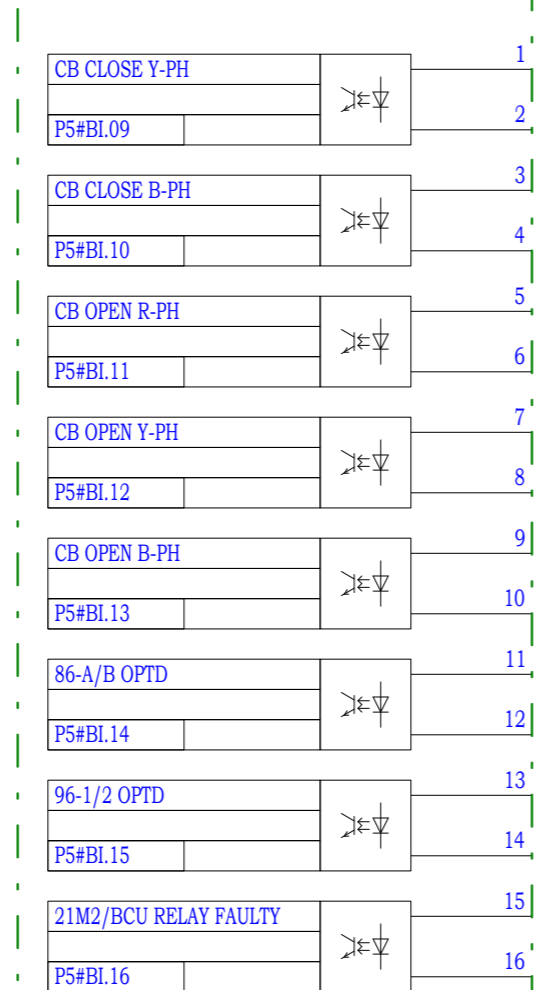 CB CLOSE Y-PH 1
P5#BI.09 2
CB CLOSE B-PH 3
P5#BI.10 4
CB OPEN R-PH 5
P5#BI.11 6
CB OPEN Y-PH 7
P5#BI.12 8
CB OPEN B-PH 9
P5#BI.13 10
86-A/B OPTD 11
P5#BI.14 12
96-1/2 OPTD 13
P5#BI.15 14
21M2/BCU RELAY FAULTY 15
P5#BI.16 16